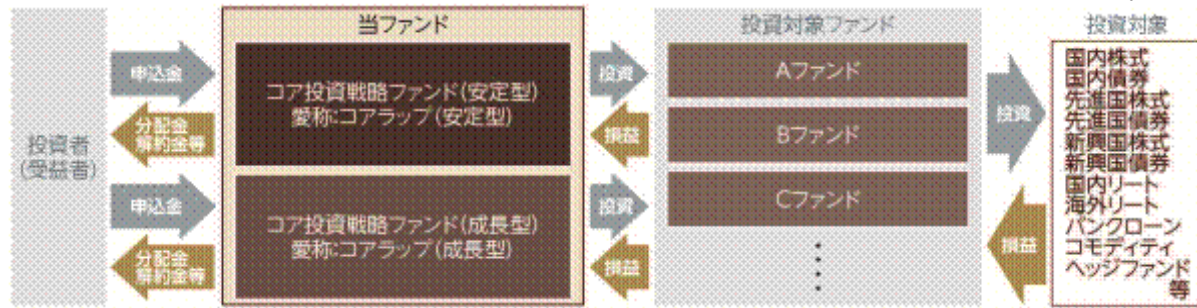 投資者
(受益者)
申込金
分配金
解約金等
申込金
分配金
解約金等
当ファンド
コア投資戦略ファンド(安定型)
愛称:コアラップ(安定型)
コア投資戦略ファンド(成長型)
愛称:コアラップ(成長型)
投資
損益
投資
損益
投資対象ファンド
Aファンド
Bファンド
Cファンド
投資
損益
投資対象
国内株式
国内債券
先進国株式
先進国債券
新興国株式
新興国債券
国内リート
海外リート
バンクローン
コモディティ
ヘッジファンド
等